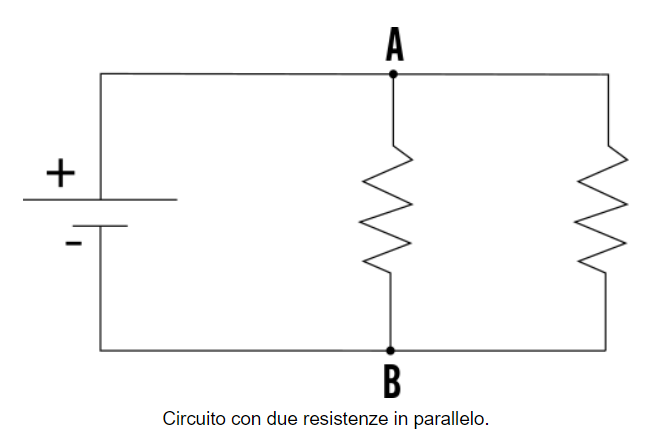 A
+
-
B
Circuito con due resistenze in parallelo.